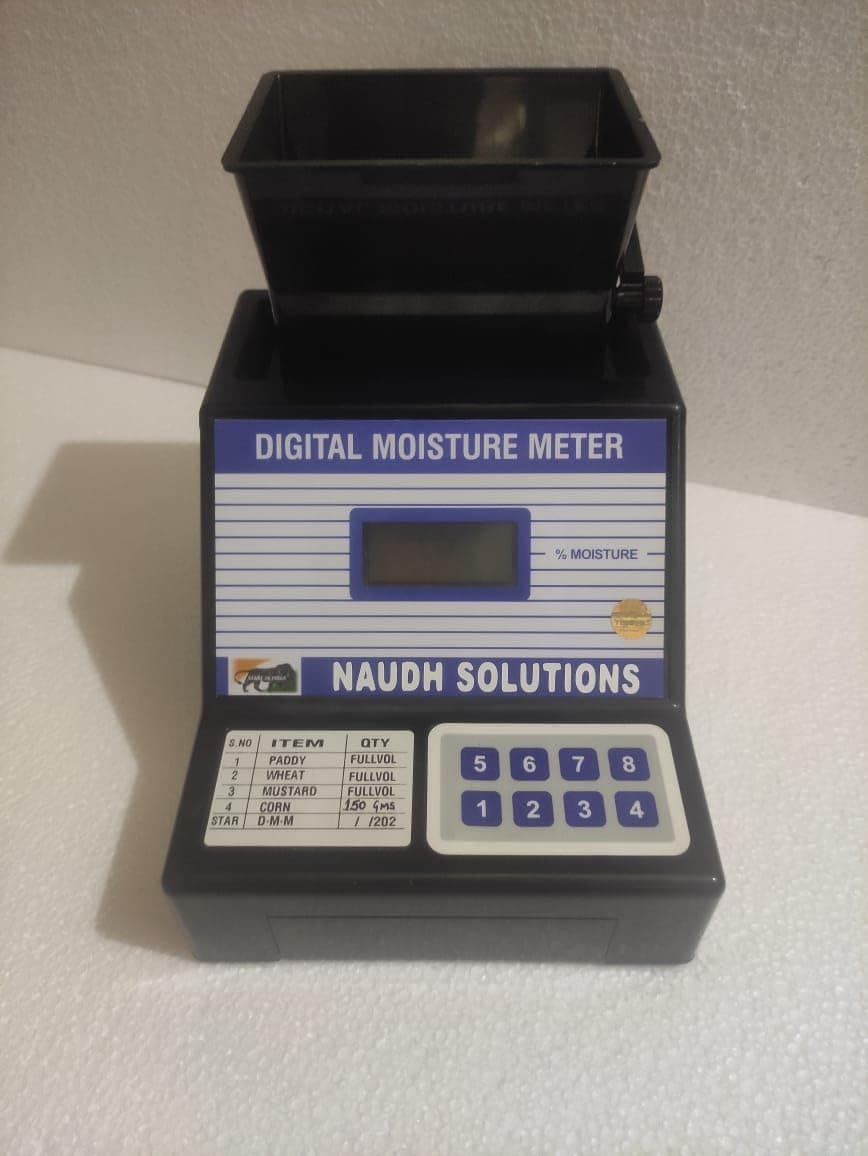 DIGITAL MOISTURE METER
% MOISTURE
NAUDH SOLUTIONS
S.NO ITEM QTY
1 PADDY FULLVOL
2 WHEAT FULLVOL
3 MUSTARD FULLVOL
4 CORN 150 Gms
STAR D·M·M / /202
5 6 7 8
1 2 3 4